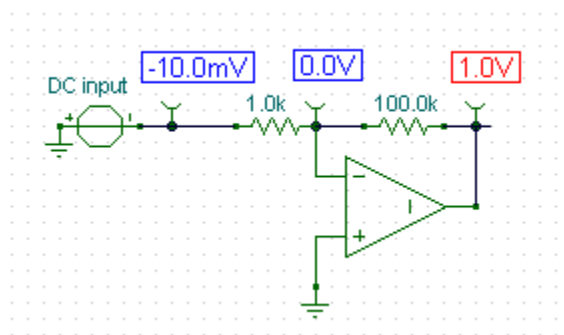 -10.0mV 0.0V 1.0V
DC input 1.0k 100.0k
+ I
− I
+